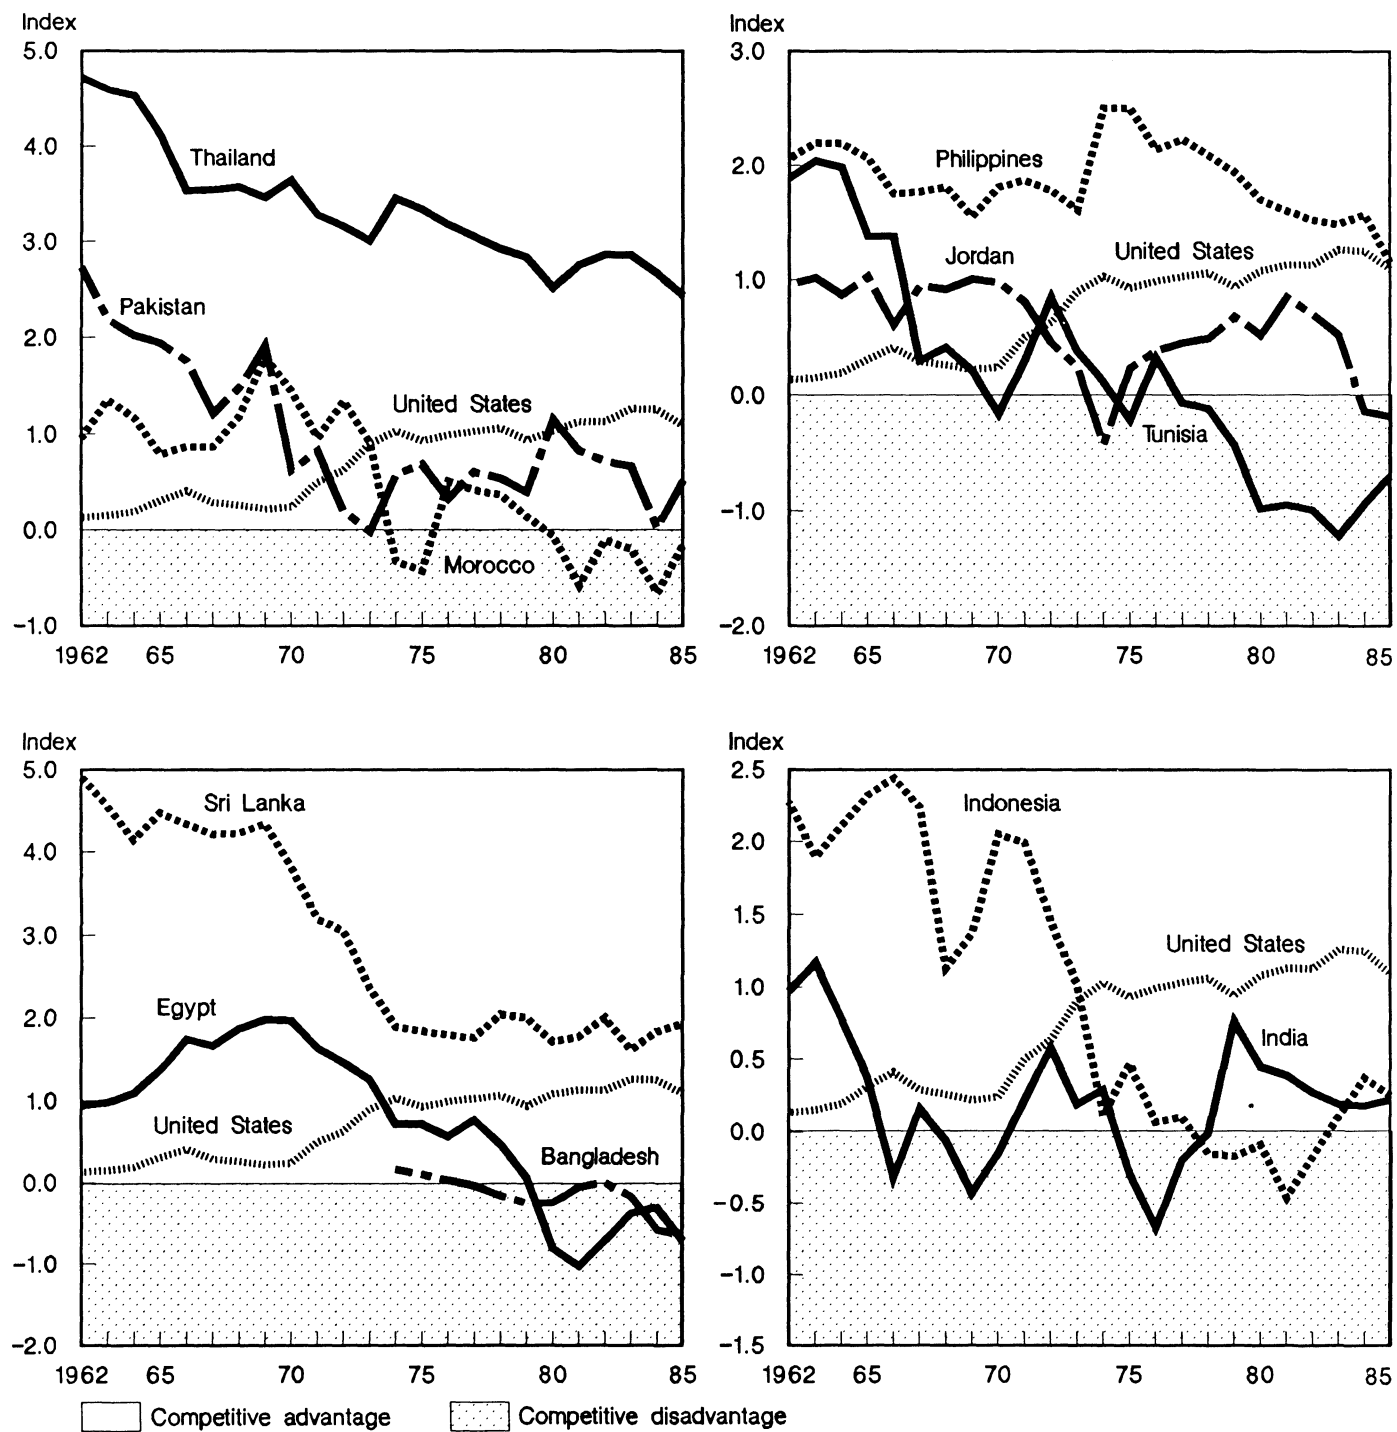 Index
5.0
4.0
3.0
2.0
1.0
0.0
−1.0
Thailand
Pakistan
United States
Morocco
1962 65 70 75 80 85
Index
3.0
2.0
1.0
0.0
−1.0
−2.0
Philippines
Jordan
United States
Tunisia
1962 65 70 75 80 85
Index
5.0
4.0
3.0
2.0
1.0
0.0
−1.0
−2.0
Sri Lanka
Egypt
United States
Bangladesh
1962 65 70 75 80 85
Index
2.5
2.0
1.5
1.0
0.5
0.0
−0.5
−1.0
−1.5
Indonesia
United States
India
1962 65 70 75 80 85
Competitive advantage Competitive disadvantage